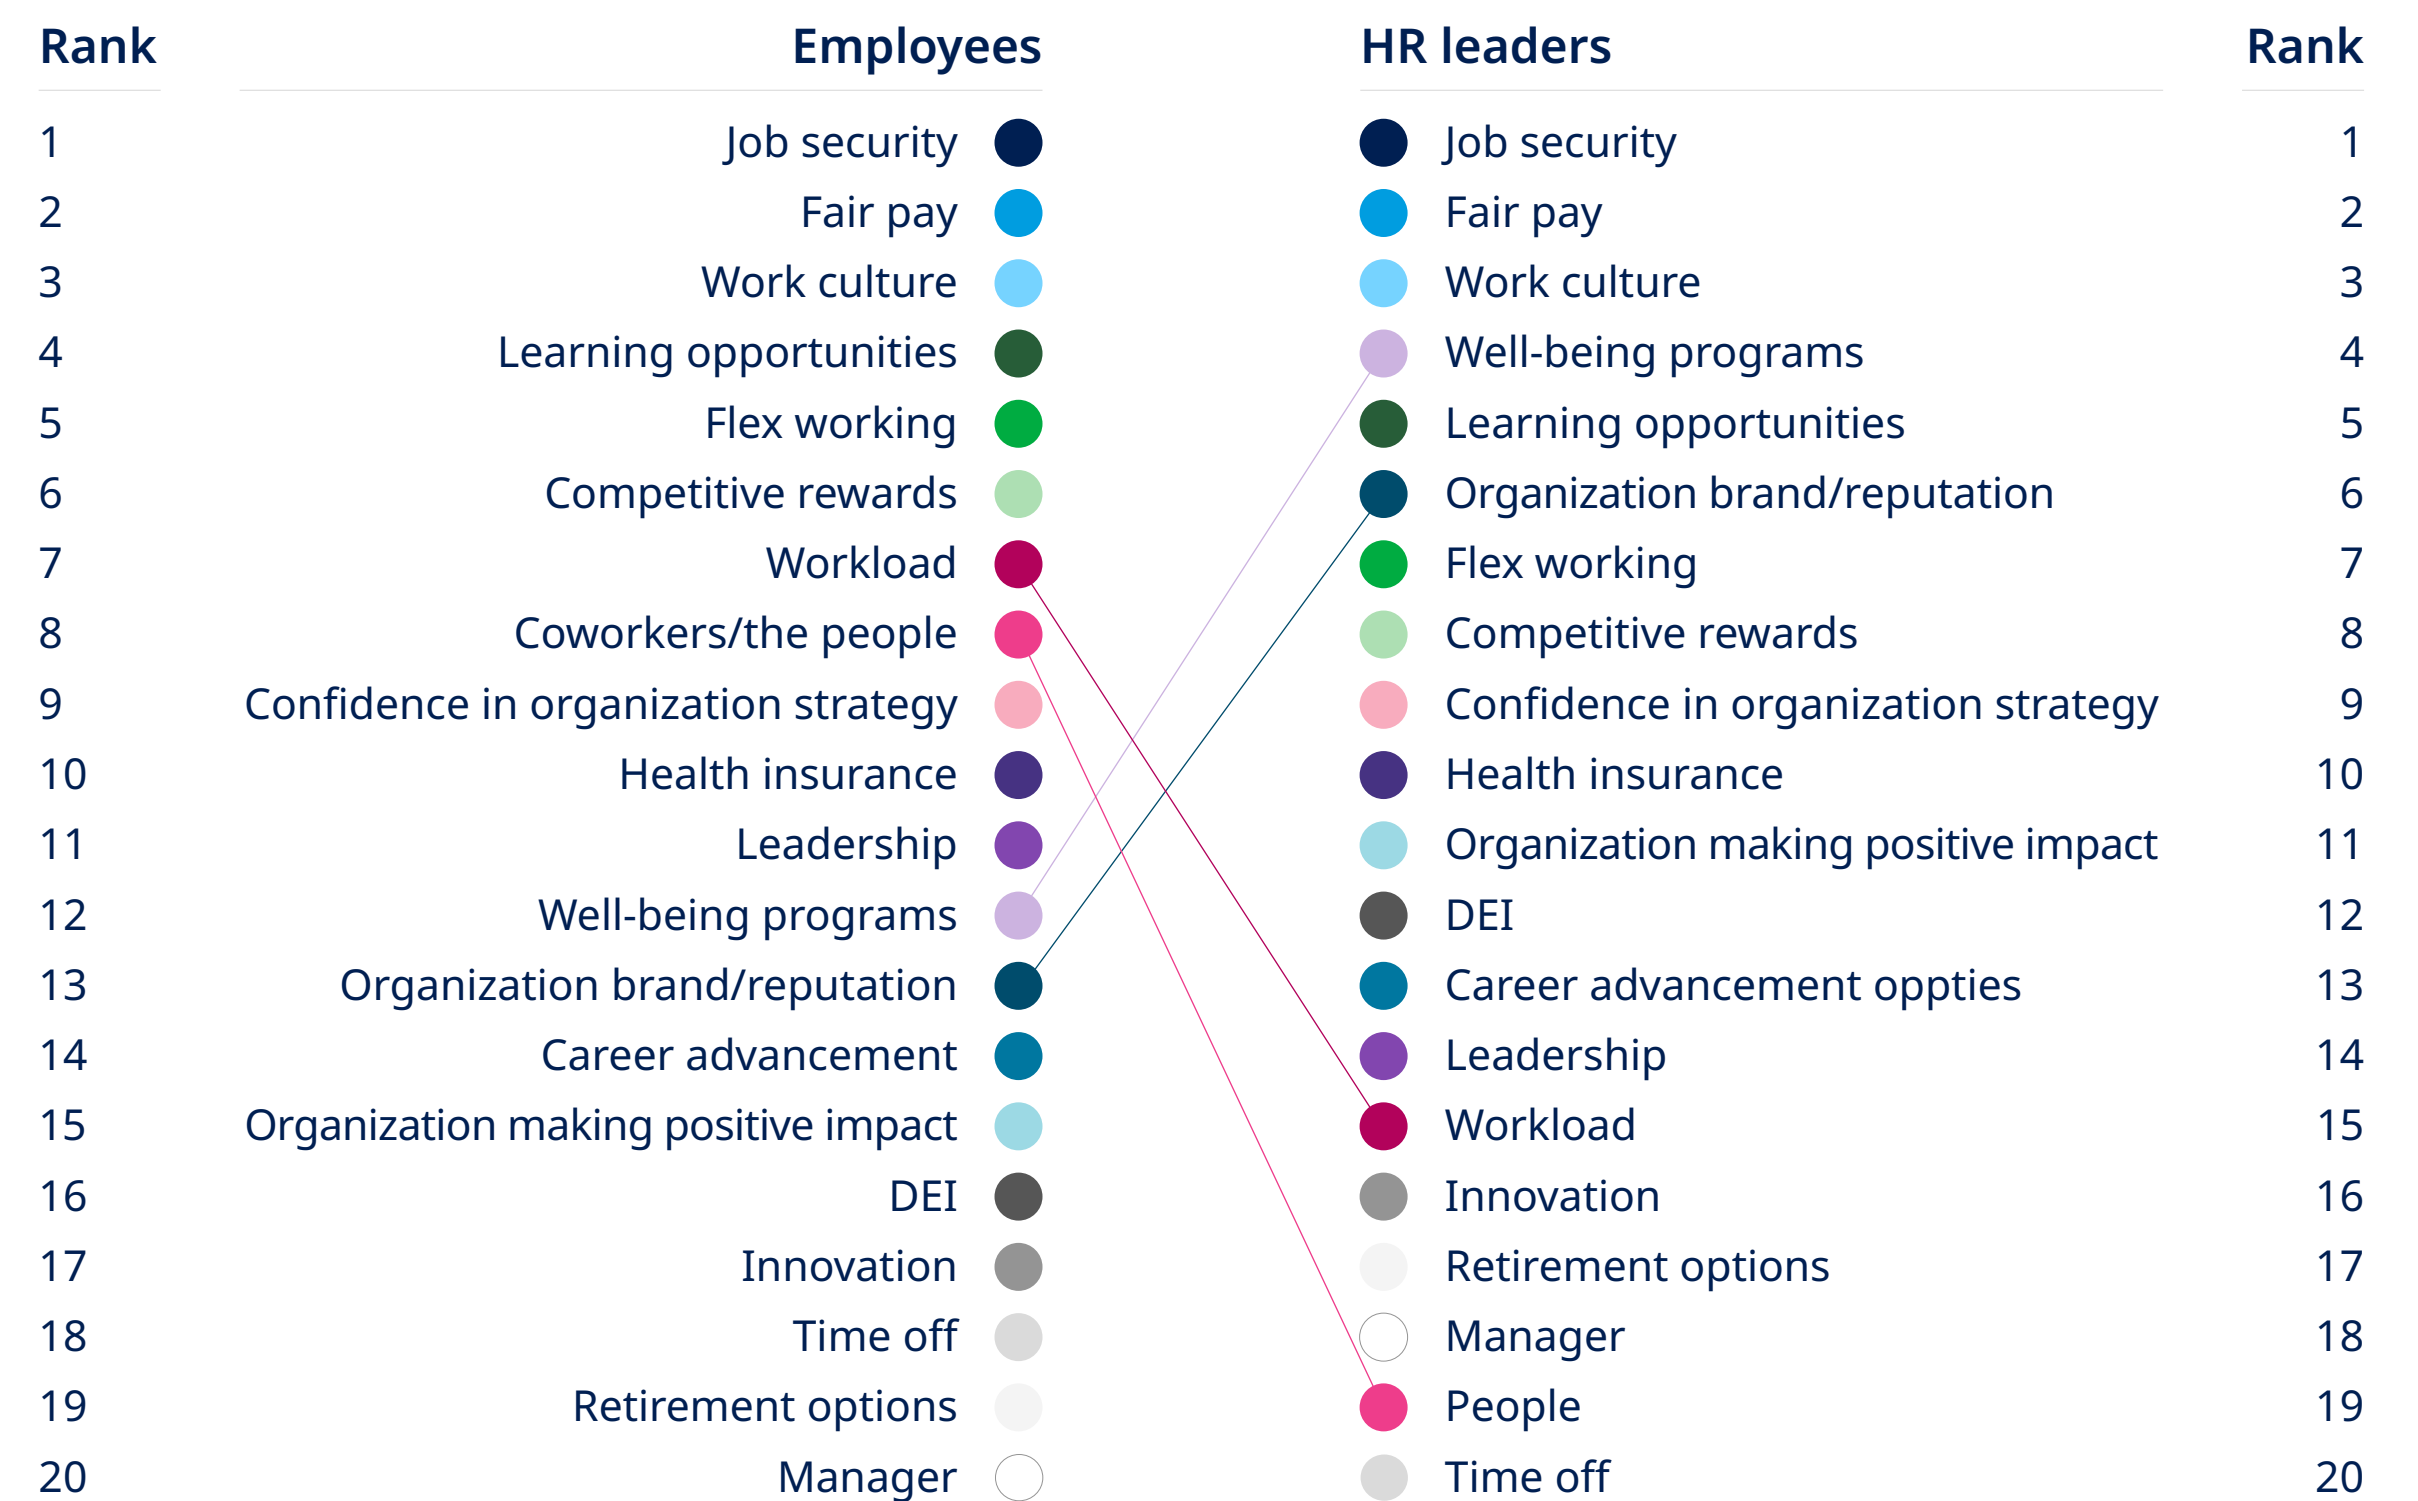 Rank Employees HR leaders Rank
1 Job security Job security 1
2 Fair pay Fair pay 2
3 Work culture Work culture 3
4 Learning opportunities Well-being programs 4
5 Flex working Learning opportunities 5
6 Competitive rewards Organization brand/reputation 6
7 Workload Flex working 7
8 Coworkers/the people Competitive rewards 8
9 Confidence in organization strategy Confidence in organization strategy 9
10 Health insurance Health insurance 10
11 Leadership Organization making positive impact 11
12 Well-being programs DEI 12
13 Organization brand/reputation Career advancement oppties 13
14 Career advancement Leadership 14
15 Organization making positive impact Workload 15
16 DEI Innovation 16
17 Innovation Retirement options 17
18 Time off Manager 18
19 Retirement options People 19
20 Manager Time off 20